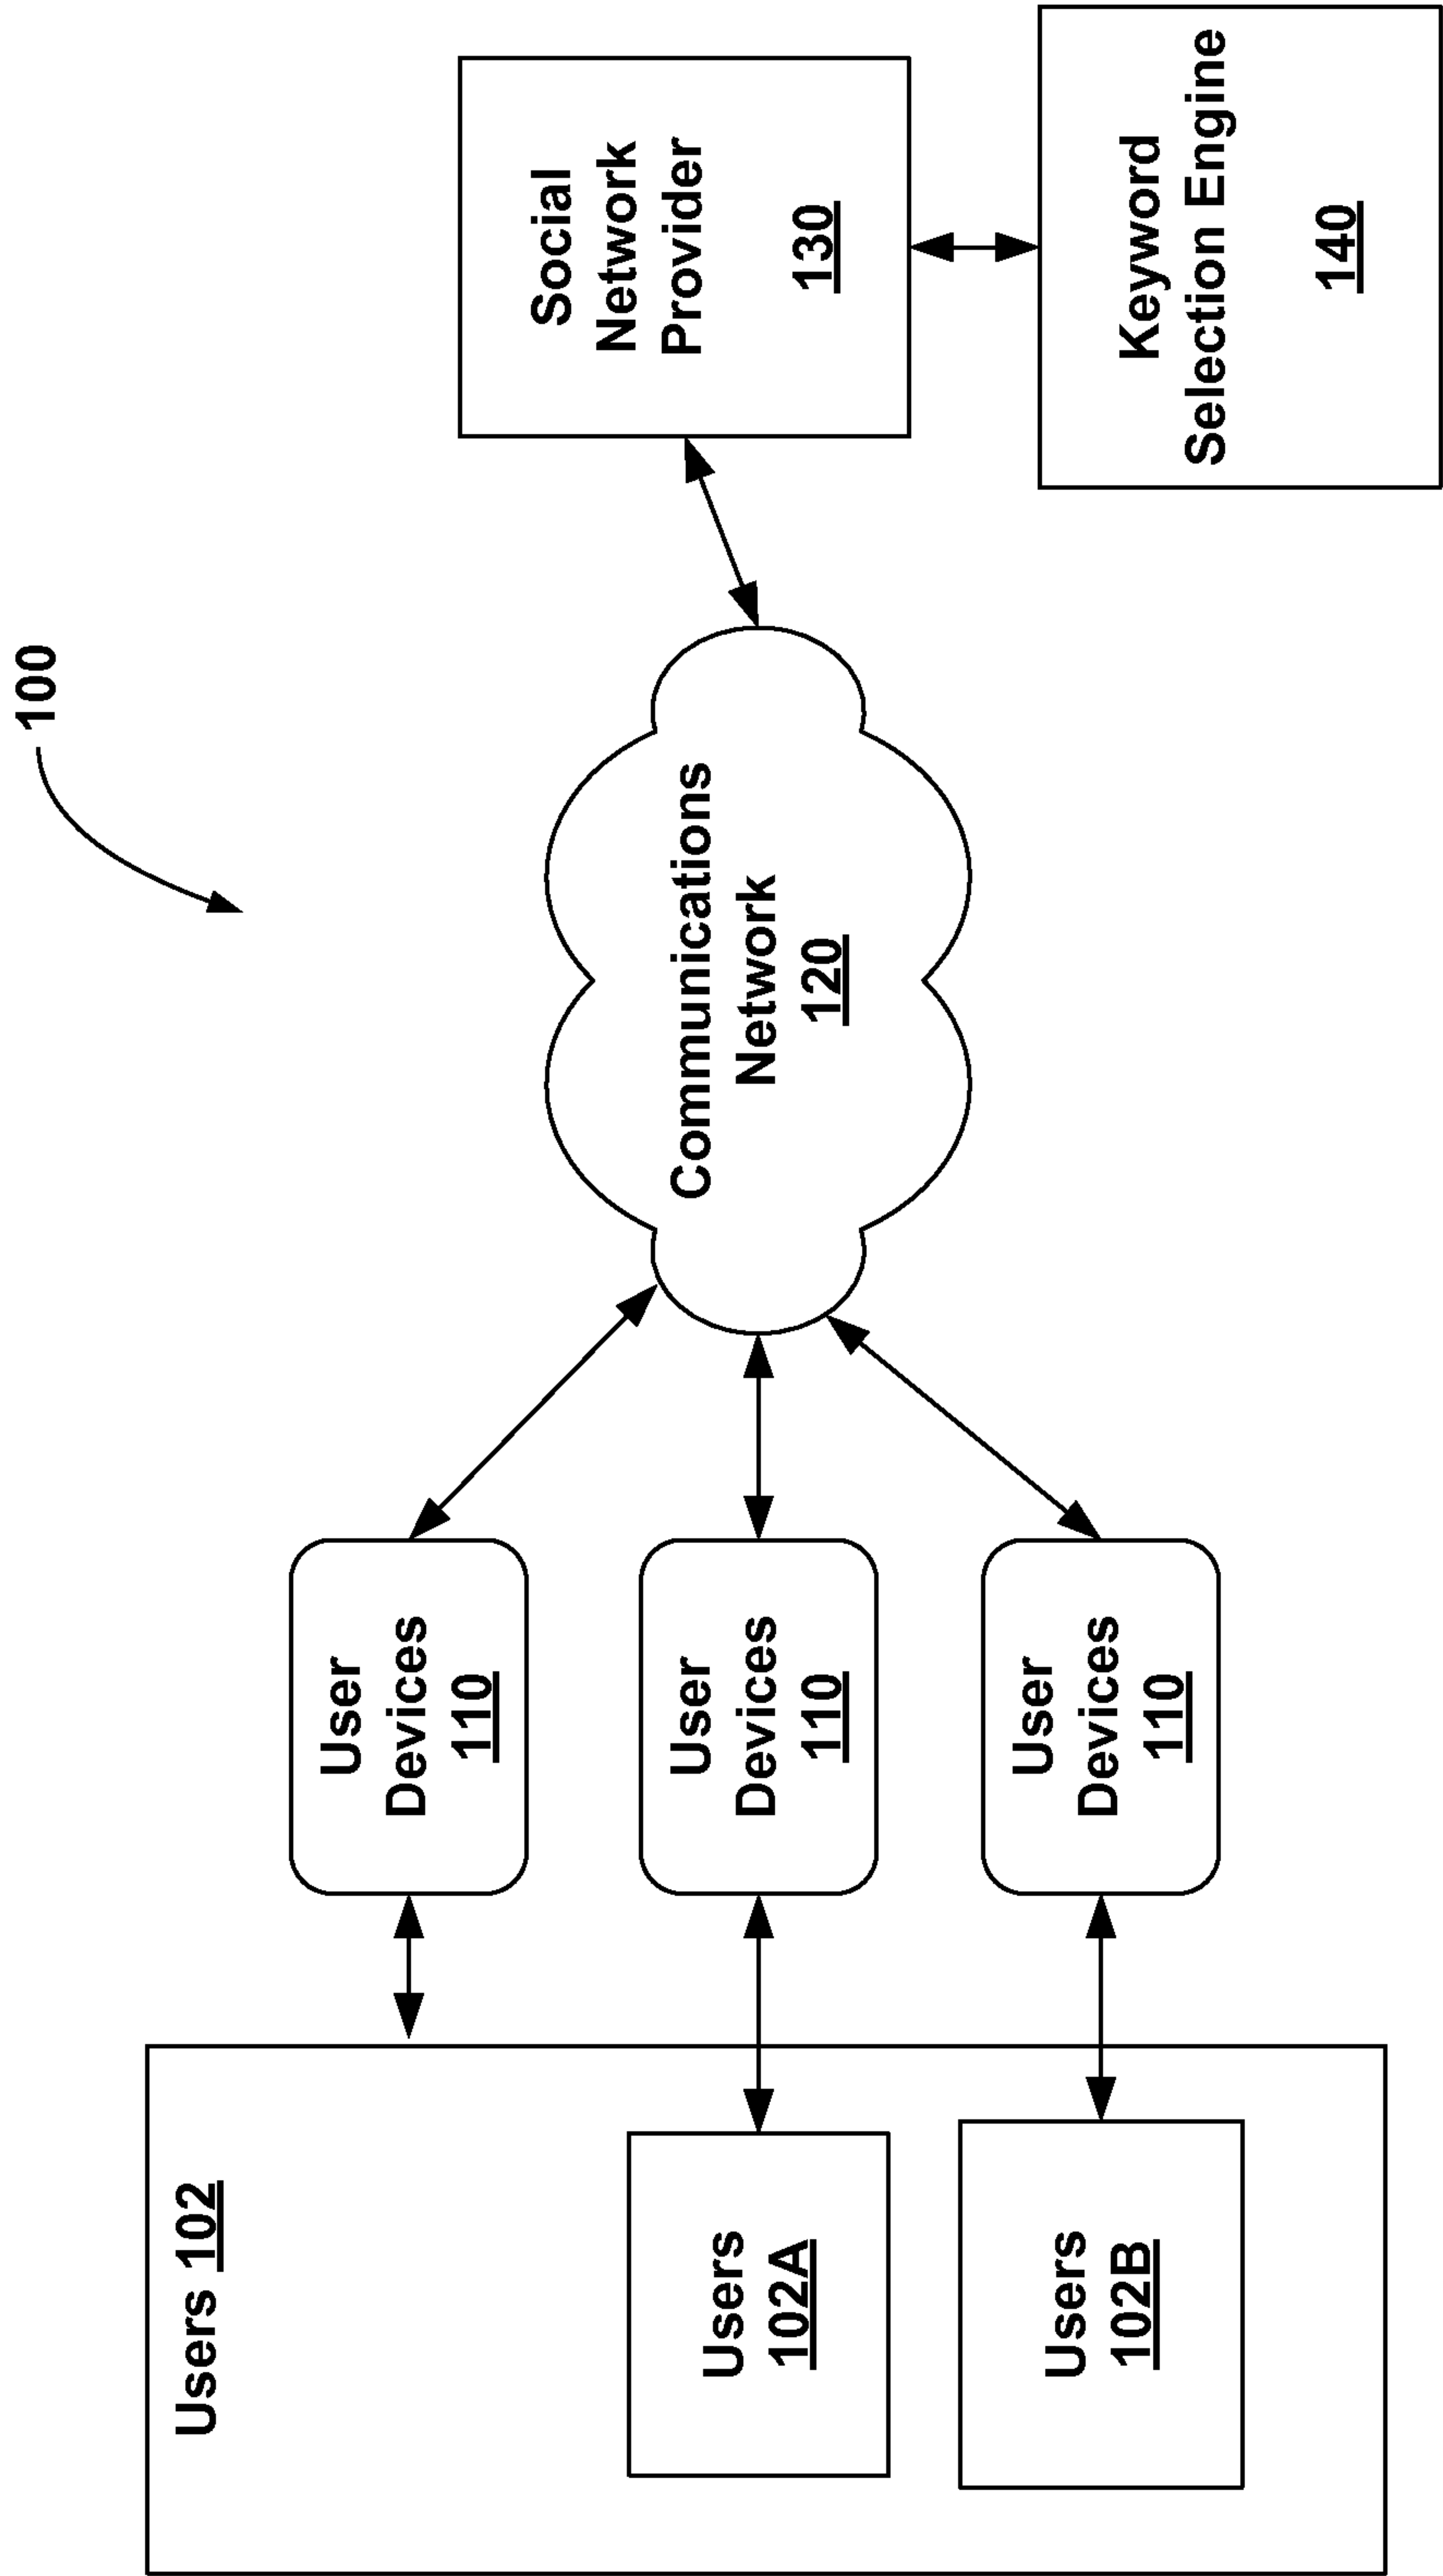 100
Users 102
Users
102A
Users
102B
User
Devices
110
User
Devices
110
User
Devices
110
Communications
Network
120
Social
Network
Provider
130
Keyword
Selection Engine
140